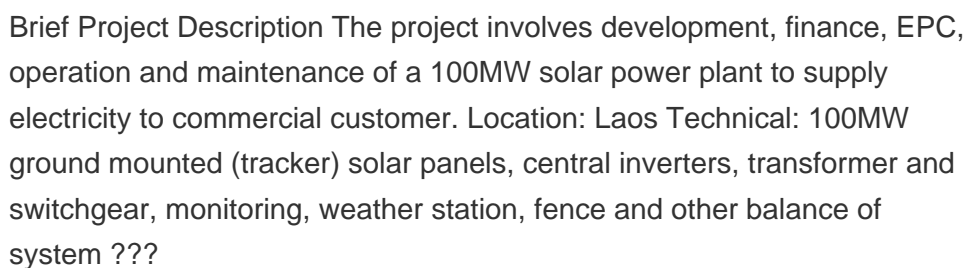 Brief Project Description The project involves development, finance, EPC,
operation and maintenance of a 100MW solar power plant to supply
electricity to commercial customer. Location: Laos Technical: 100MW
ground mounted (tracker) solar panels, central inverters, transformer and
switchgear, monitoring, weather station, fence and other balance of
system ???